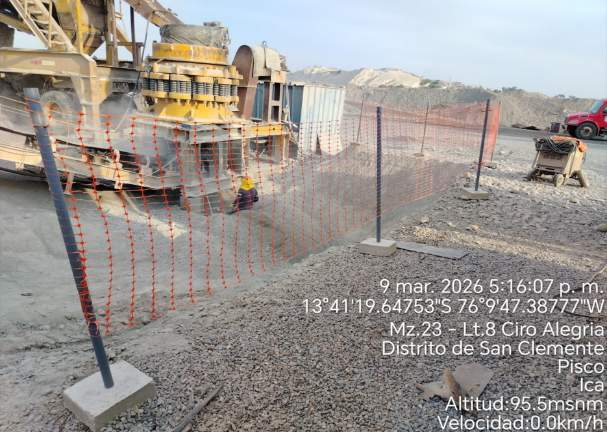 9 mar. 2026 5:16:07 p. m.
13°41'19.64753"S 76°9'47.38777"W
Mz.23 - Lt.8 Ciro Alegria
Distrito de San Clemente
Pisco
Ica
Altitud:95.5msnm
Velocidad:0.0km/h